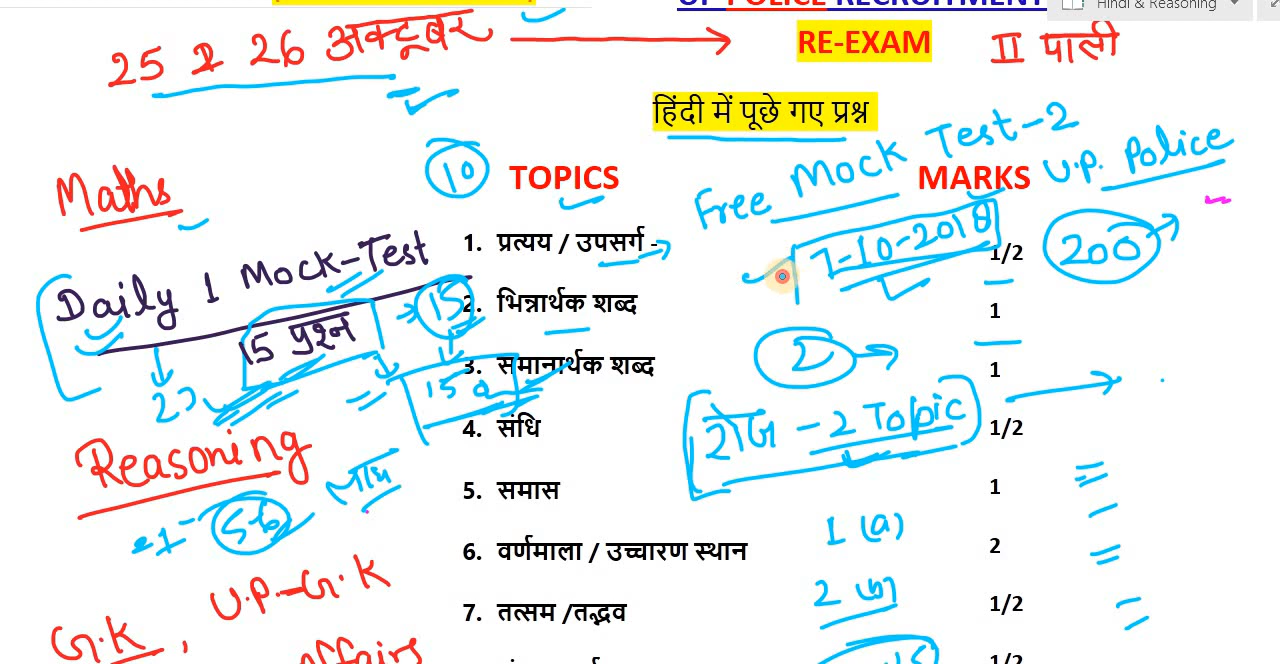 OF POLICE RECRUITMENT
Hindi & Reasoning
25 व 26 अक्टूबर
RE-EXAM
II पाली
हिंदी में पूछे गए प्रश्न
Free Mock Test-2
U.P. Police
10
TOPICS
MARKS
Maths
1. प्रत्यय / उपसर्ग - 1/2
7-10-2018
200
Daily 1 Mock-Test
2. भिन्नार्थक शब्द 1
15 प्रश्न
15
3. समानार्थक शब्द 1
2
15
रोज - 2 Topic
4. संधि 1/2
Reasoning
5. समास 1
1 (a)
6. वर्णमाला / उच्चारण स्थान 2
U.P.-G.K
2
7. तत्सम /तद्भव 1/2
G.K,
ffairs
1/2